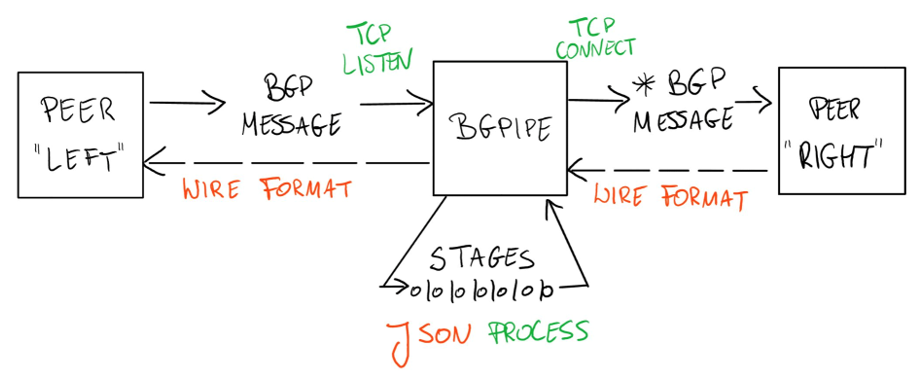 TCP
LISTEN
TCP
CONNECT
PEER
"LEFT"
BGP
MESSAGE
BGPIPE
* BGP
MESSAGE
PEER
"RIGHT"
WIRE FORMAT
WIRE FORMAT
STAGES
JSON PROCESS